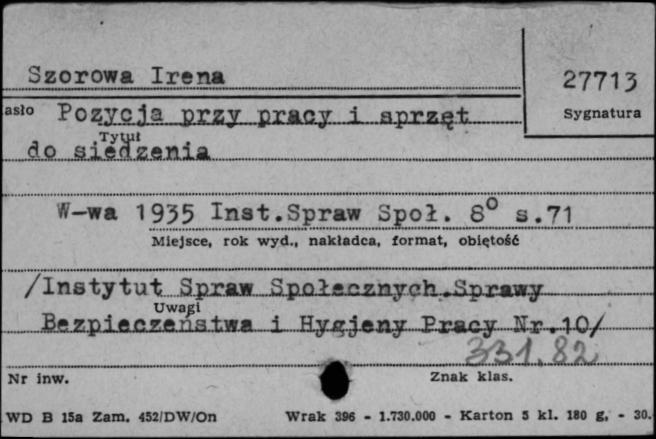 Szorowa Irena
27713
asło Pozycja przy pracy i sprzęt
Sygnatura
Tytuł
do siedzenia
W-wa 1935 Inst.Spraw Społ. 8° s.71
Miejsce, rok wyd., nakładca, format, obiętość
/Instytut Spraw Społecznych.Sprawy
Uwagi
Bezpieczeństwa i Hygjeny Pracy Nr.10/
331.82
Nr inw.
Znak klas.
WD B 15a Zam. 452/DW/On Wrak 396 - 1.730.000 - Karton 5 kl. 180 g. - 30.